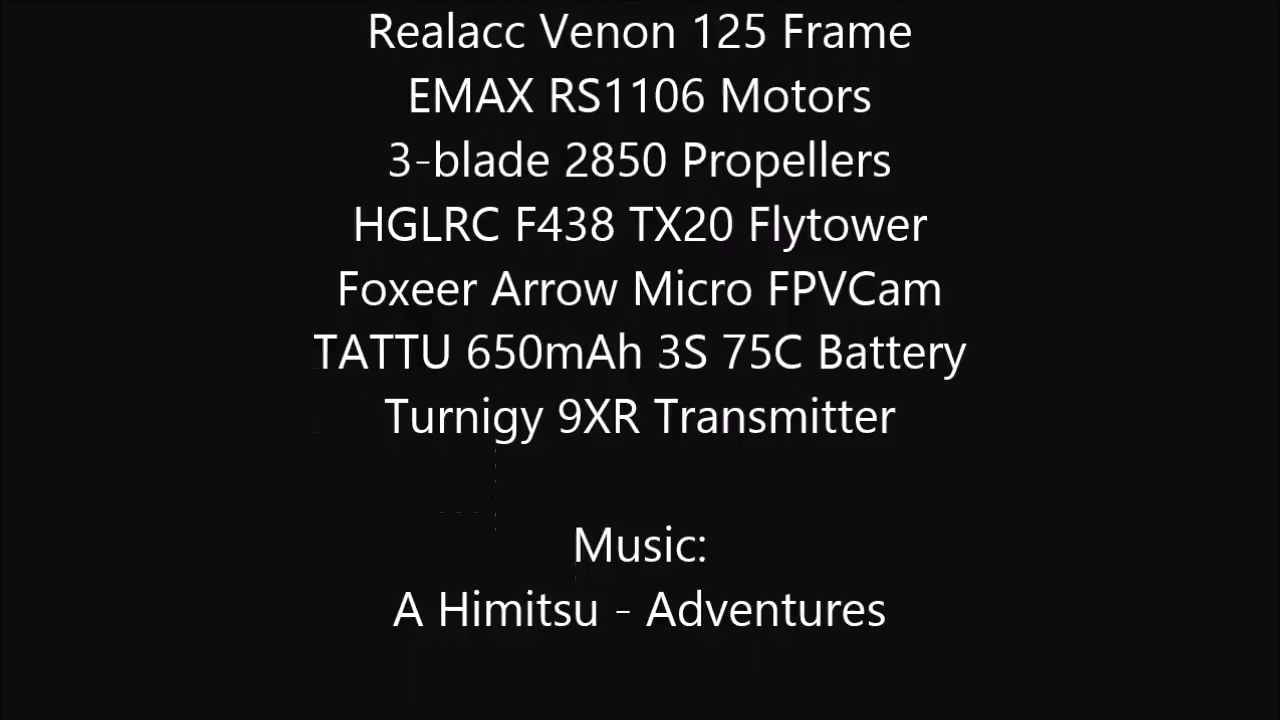 Realacc Venon 125 Frame
EMAX RS1106 Motors
3-blade 2850 Propellers
HGLRC F438 TX20 Flytower
Foxeer Arrow Micro FPVCam
TATTU 650mAh 3S 75C Battery
Turnigy 9XR Transmitter
Music:
A Himitsu - Adventures